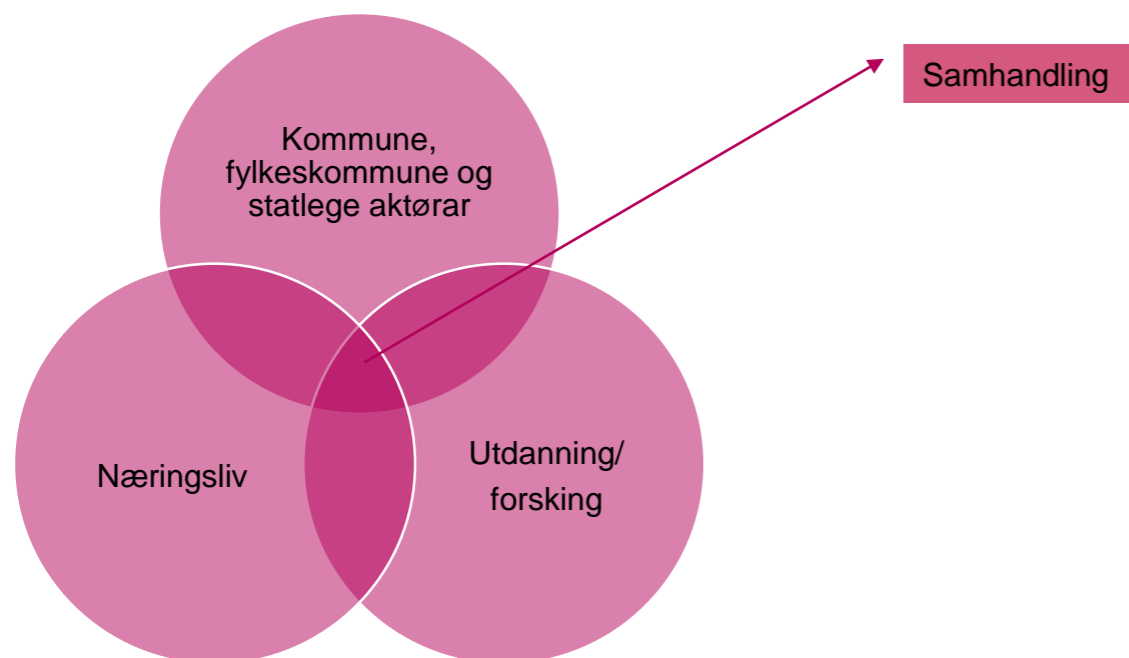 Samhandling
Kommune,
fylkeskommune og
statlege aktørar
Næringsliv
Utdanning/
forsking